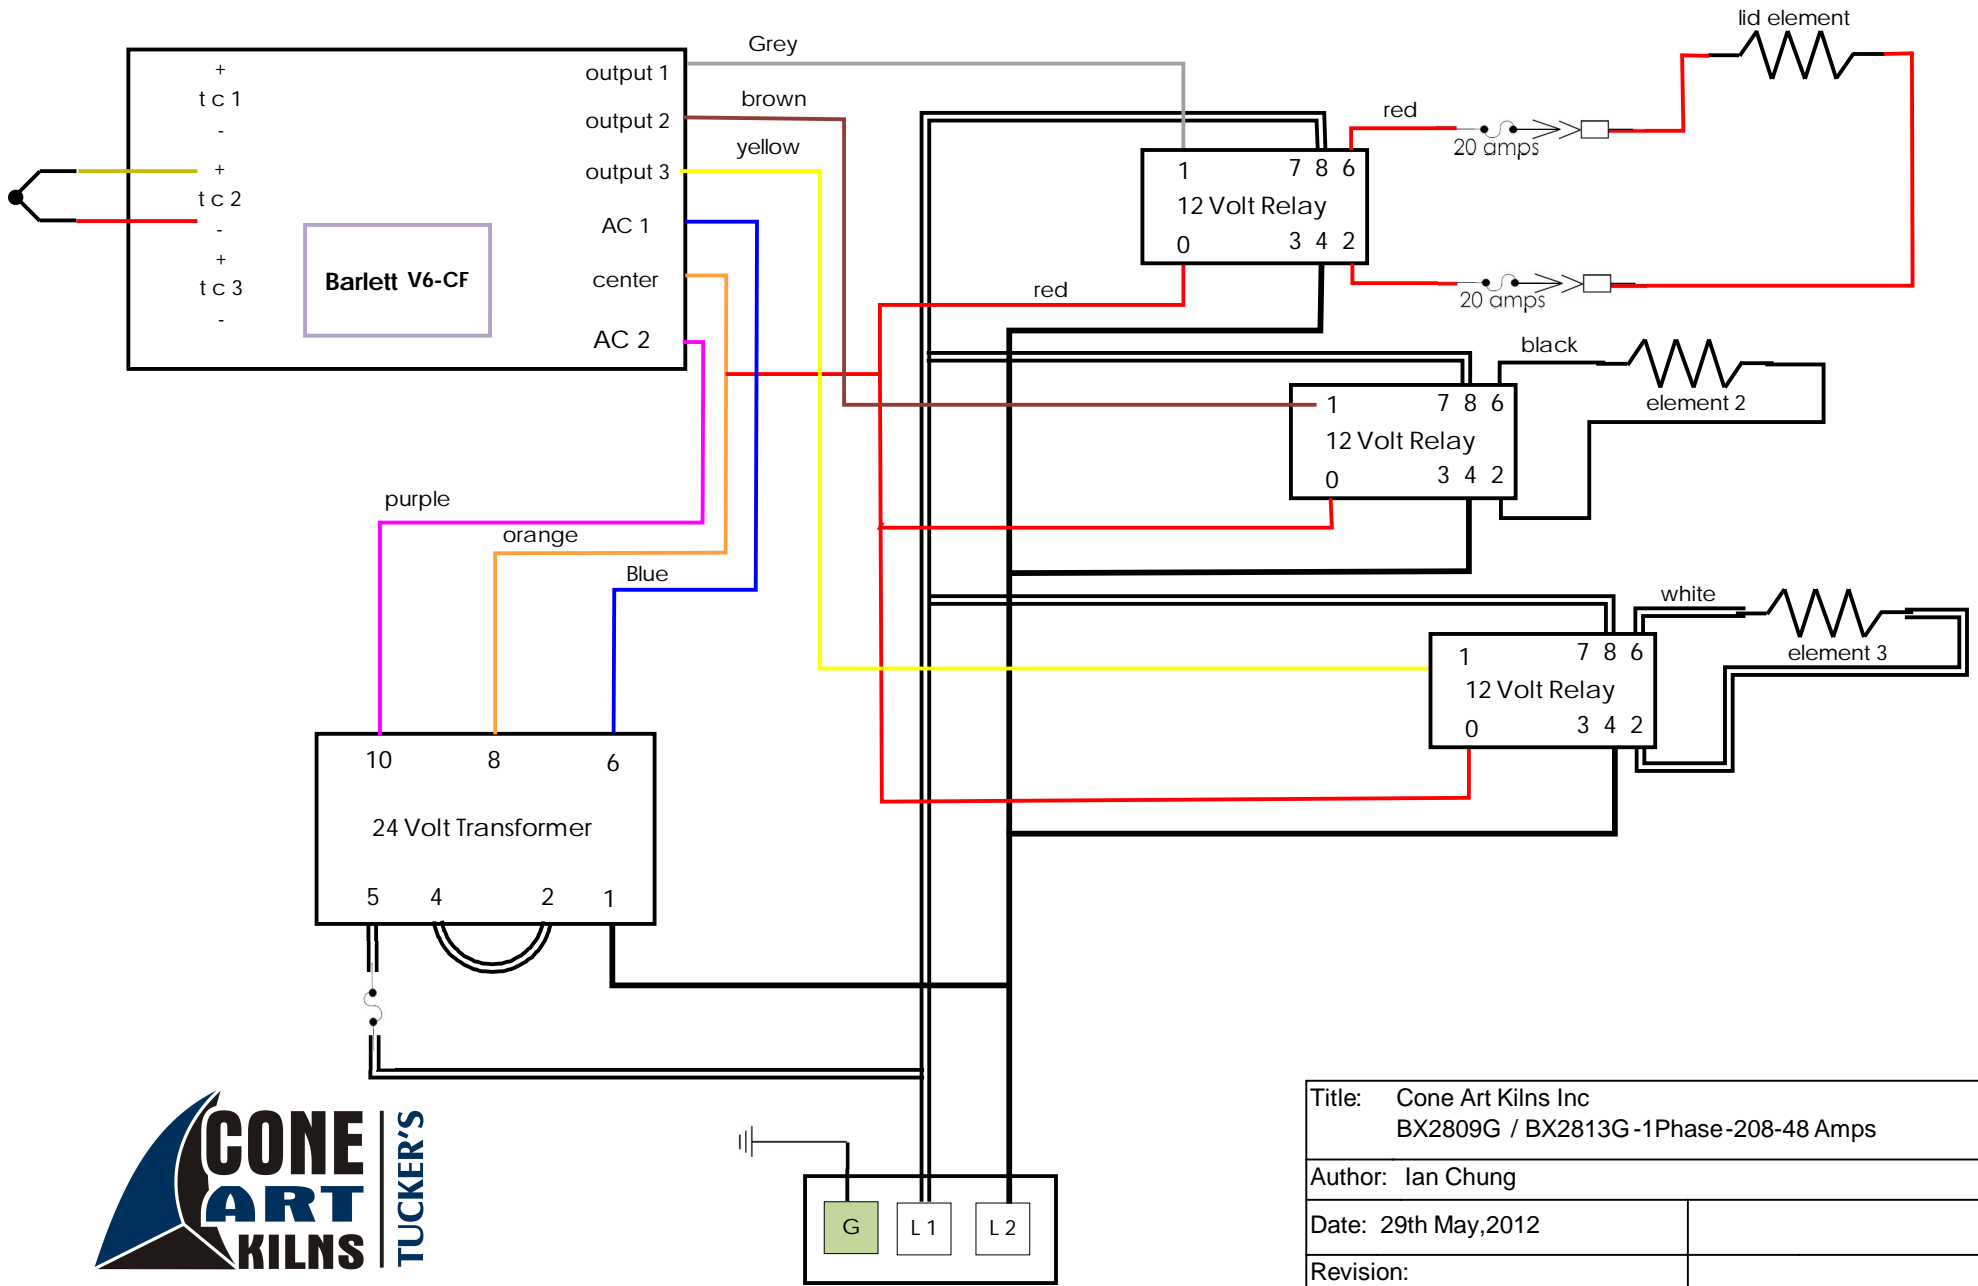 lid element
Grey
+
t c 1
-
output 1
brown
output 2
yellow
output 3
+
t c 2
-
AC 1
+
t c 3
-
Barlett V6-CF
center
AC 2
red
20 amps
1 7 8 6
12 Volt Relay
0 3 4 2
red
20 amps
black
element 2
1 7 8 6
12 Volt Relay
0 3 4 2
purple
orange
Blue
white
element 3
1 7 8 6
12 Volt Relay
0 3 4 2
10 8 6
24 Volt Transformer
5 4 2 1
CONE
ART
KILNS
TUCKER'S
G L 1 L 2
Title: Cone Art Kilns Inc
BX2809G / BX2813G-1Phase-208-48 Amps
Author: Ian Chung
Date: 29th May,2012
Revision: